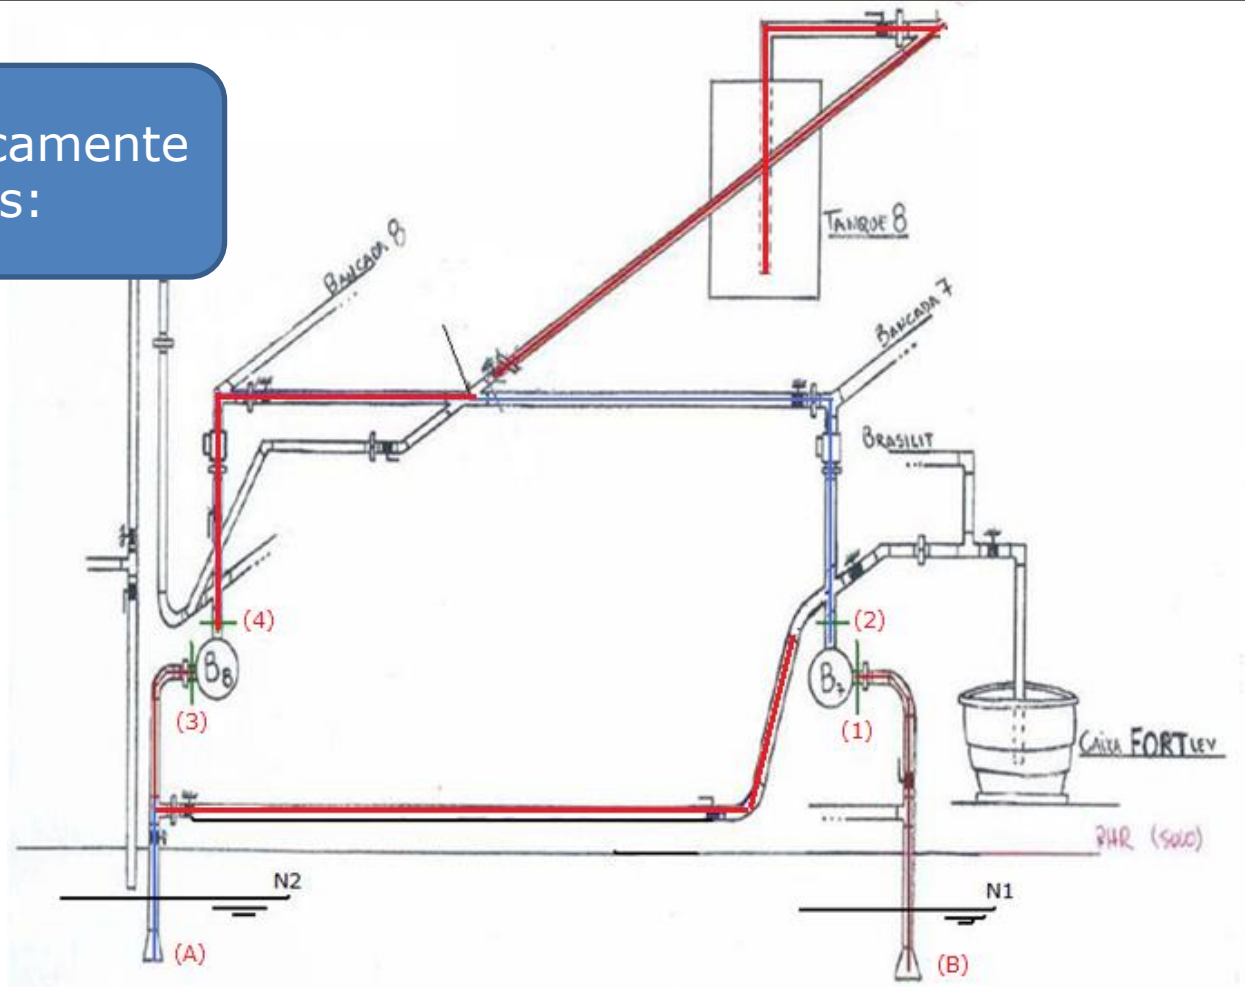 camente
s:
TANQUE 8
BANCADA 8
BANCADA 7
BRASILIT
(4)
(2)
B8
B7
(3)
(1)
CAIXA FORTLEV
PHR (SOLO)
N2
N1
(A)
(B)